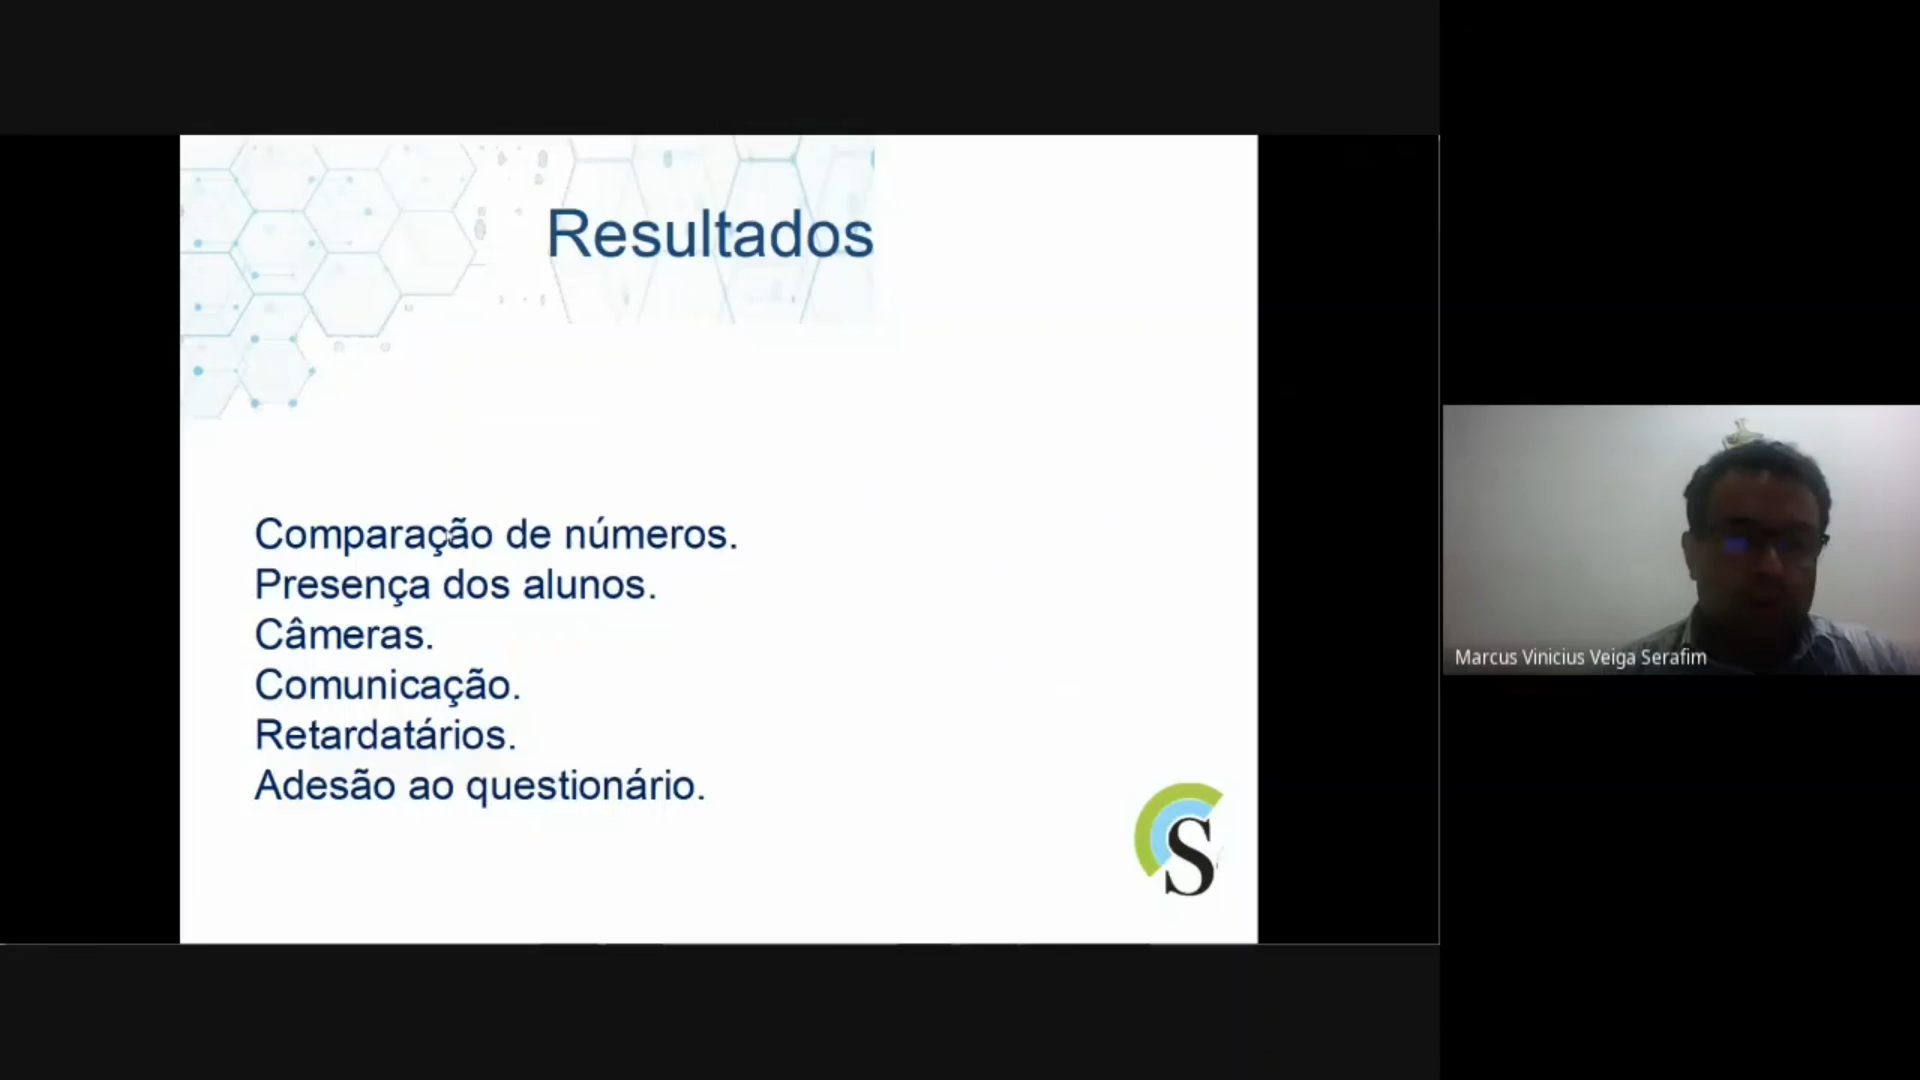 Resultados
Comparação de números.
Presença dos alunos.
Câmeras.
Comunicação.
Retardatários.
Adesão ao questionário.
S
Marcus Vinicius Veiga Serafim